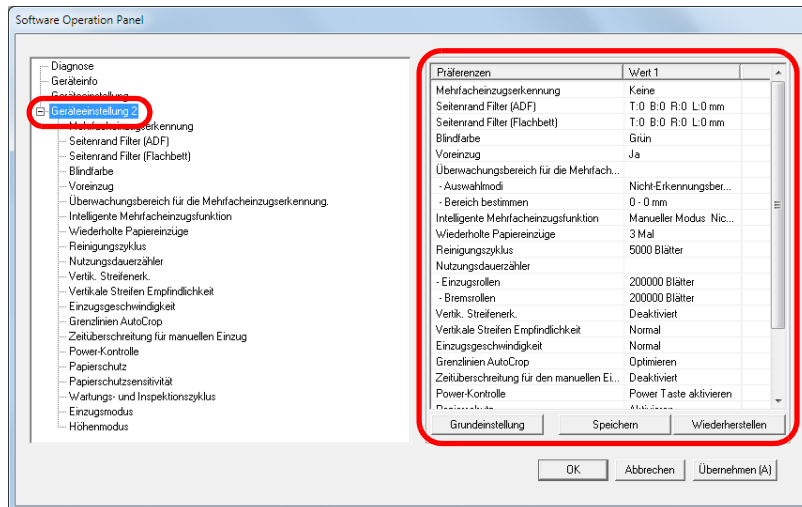 Software Operation Panel
Diagnose
Geräteinfo
Geräteeinstellung
Geräteeinstellung 2
Mehrfacheinzugserkennung
Seitenrand Filter (ADF)
Seitenrand Filter (Flachbett)
Blindfarbe
Voreinzug
Überwachungsbereich für die Mehrfacheinzugserkennung.
Intelligente Mehrfacheinzugsfunktion
Wiederholte Papiereinzüge
Reinigungszyklus
Nutzungsdauerzähler
Vertik. Streifenerk.
Vertikale Streifen Empfindlichkeit
Einzugsgeschwindigkeit
Grenzlinien AutoCrop
Zeitüberschreitung für manuellen Einzug
Power-Kontrolle
Papierschutz
Papierschutzsensitivität
Wartungs- und Inspektionszyklus
Einzugsmodus
Höhenmodus
Präferenzen Wert 1
Mehrfacheinzugserkennung Keine
Seitenrand Filter (ADF) T:0 B:0 R:0 L:0 mm
Seitenrand Filter (Flachbett) T:0 B:0 R:0 L:0 mm
Blindfarbe Grün
Voreinzug Ja
Überwachungsbereich für die Mehrfach...
- Auswahlmodi Nicht-Erkennungsber...
- Bereich bestimmen 0 - 0 mm
Intelligente Mehrfacheinzugsfunktion Manueller Modus Nic...
Wiederholte Papiereinzüge 3 Mal
Reinigungszyklus 5000 Blätter
Nutzungsdauerzähler
- Einzugsrollen 200000 Blätter
- Bremsrollen 200000 Blätter
Vertik. Streifenerk. Deaktiviert
Vertikale Streifen Empfindlichkeit Normal
Einzugsgeschwindigkeit Normal
Grenzlinien AutoCrop Optimieren
Zeitüberschreitung für den manuellen Ei... Deaktiviert
Power-Kontrolle Power Taste aktivieren
Papierschutz Aktivieren
Grundeinstellung Speichern Wiederherstellen
OK Abbrechen Übernehmen (A)